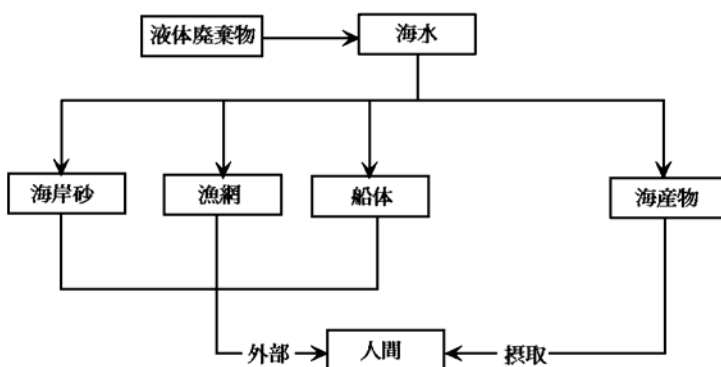 液体廃棄物
海水
海岸砂
漁網
船体
海産物
外部
人間
摂取